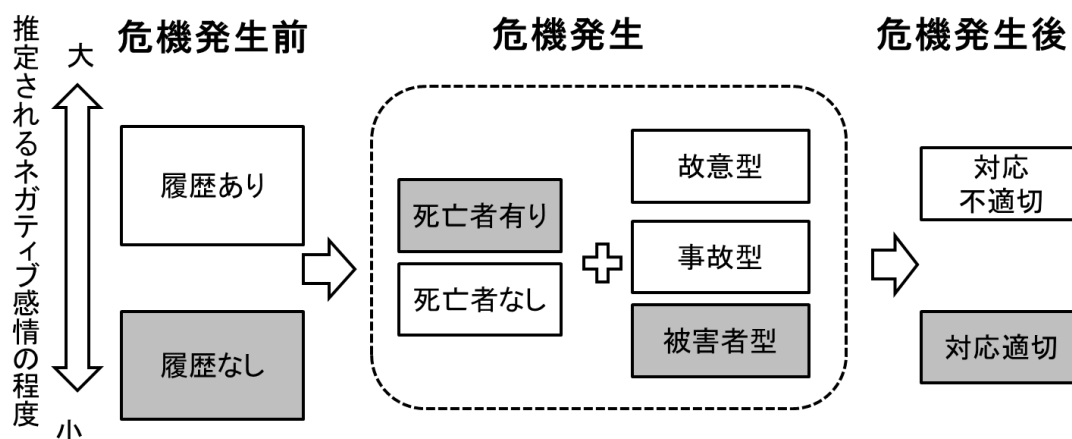 推定されるネガティブ感情の程度
大
小
危機発生前
履歴あり
履歴なし
危機発生
死亡者有り
死亡者なし
故意型
事故型
被害者型
危機発生後
対応
不適切
対応適切